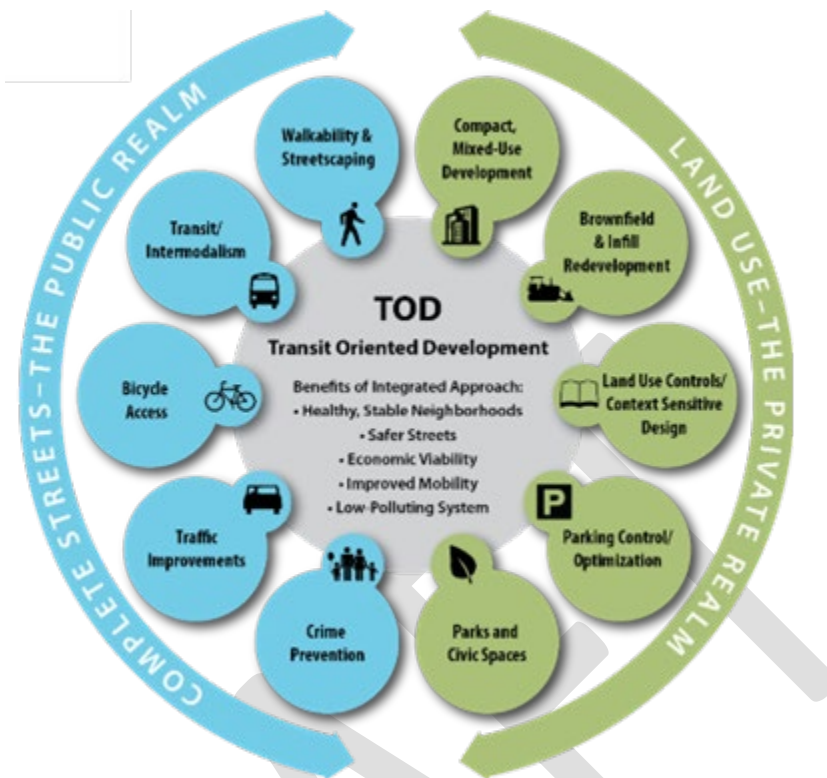 COMPLETE STREETS–THE PUBLIC REALM
LAND USE–THE PRIVATE REALM
Walkability &
Streetscaping
Compact,
Mixed-Use
Development
Transit/
Intermodalism
Brownfield
& Infill
Redevelopment
TOD
Transit Oriented Development
Benefits of Integrated Approach:
• Healthy, Stable Neighborhoods
• Safer Streets
• Economic Viability
• Improved Mobility
• Low-Polluting System
Bicycle
Access
Land Use Controls/
Context Sensitive
Design
Traffic
Improvements
P
Parking Control/
Optimization
Crime
Prevention
Parks and
Civic Spaces